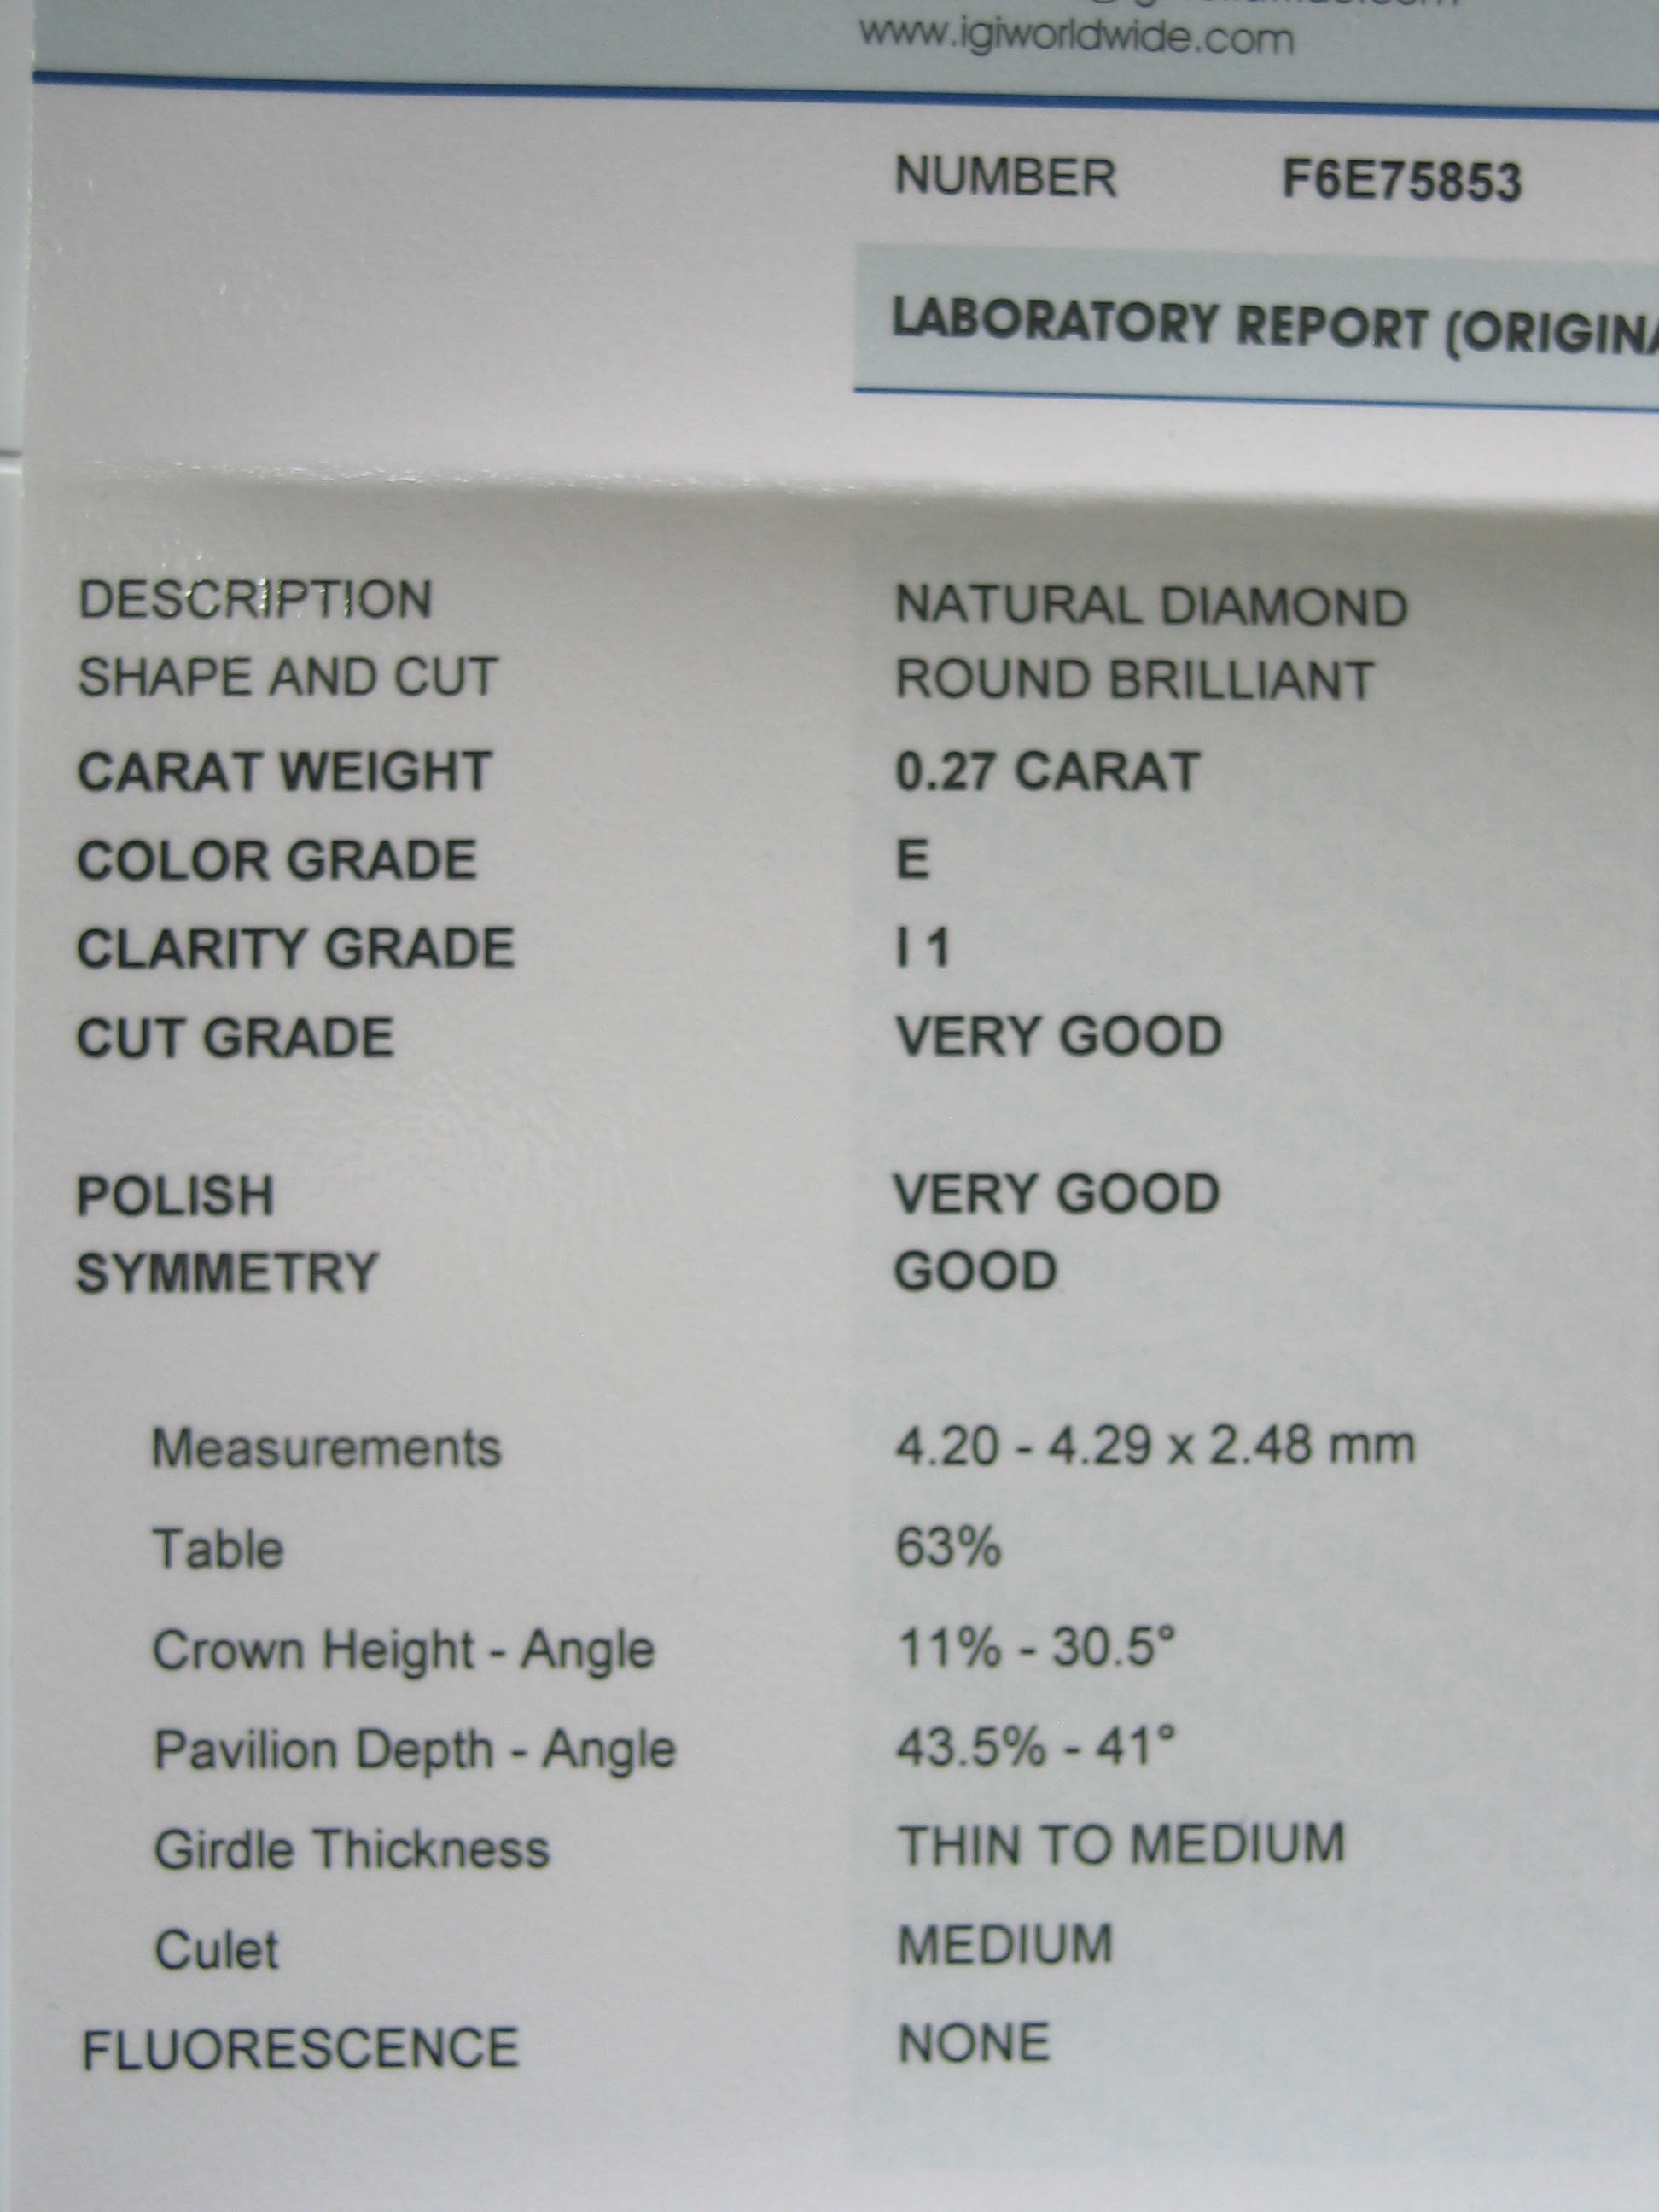 www.igiworldwide.com
NUMBER F6E75853
LABORATORY REPORT (ORIGINA
DESCRIPTION NATURAL DIAMOND
SHAPE AND CUT ROUND BRILLIANT
CARAT WEIGHT 0.27 CARAT
COLOR GRADE E
CLARITY GRADE I 1
CUT GRADE VERY GOOD
POLISH VERY GOOD
SYMMETRY GOOD
Measurements 4.20 - 4.29 x 2.48 mm
Table 63%
Crown Height - Angle 11% - 30.5°
Pavilion Depth - Angle 43.5% - 41°
Girdle Thickness THIN TO MEDIUM
Culet MEDIUM
FLUORESCENCE NONE